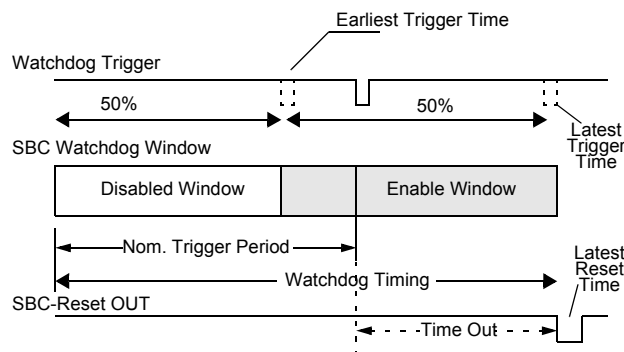 Earliest Trigger Time
Watchdog Trigger
50%
50%
Latest
Trigger
Time
SBC Watchdog Window
Disabled Window
Enable Window
Nom. Trigger Period
Latest
Reset
Time
Watchdog Timing
SBC-Reset OUT
Time Out